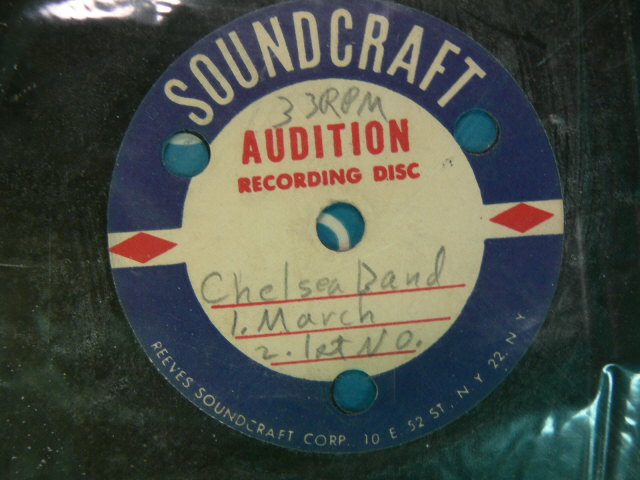 SOUNDCRAFT
33RPM
AUDITION
RECORDING DISC
Chelsea Band
1. March
2. 1st No.
REEVES SOUNDCRAFT CORP. 10 E. 52 ST., N Y 22, N Y